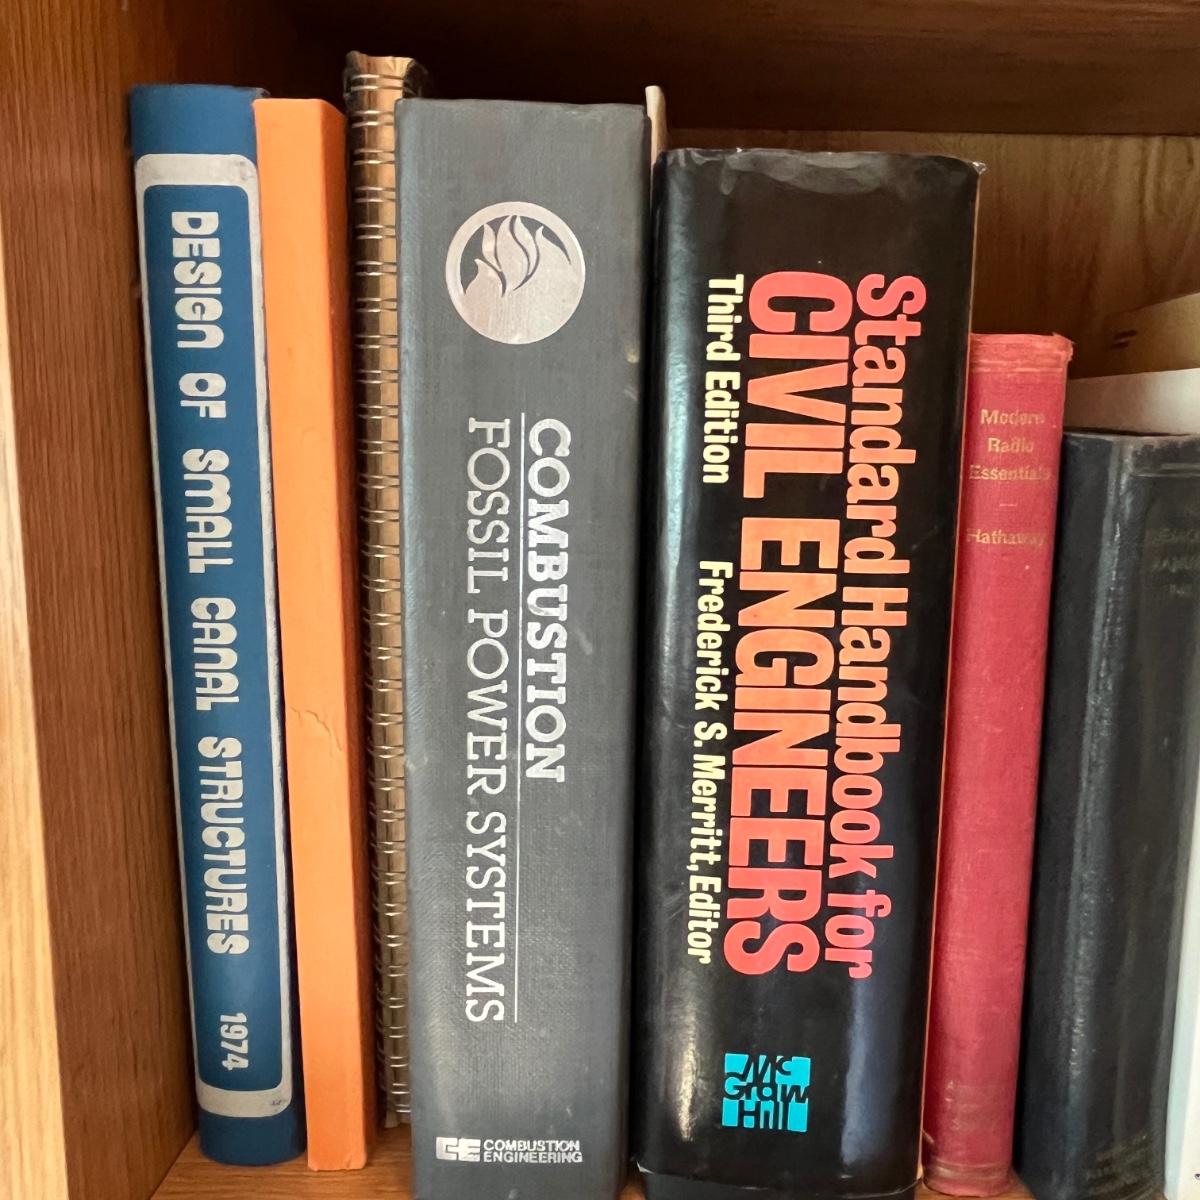 DESIGN OF SMALL CANAL STRUCTURES 1974
COMBUSTION
FOSSIL POWER SYSTEMS
CE COMBUSTION
ENGINEERING
Standard Handbook for
CIVIL ENGINEERS
Third Edition Frederick S. Merritt, Editor
Mc
Graw
Hill
Modern
Radio
Essentials
Hathaway